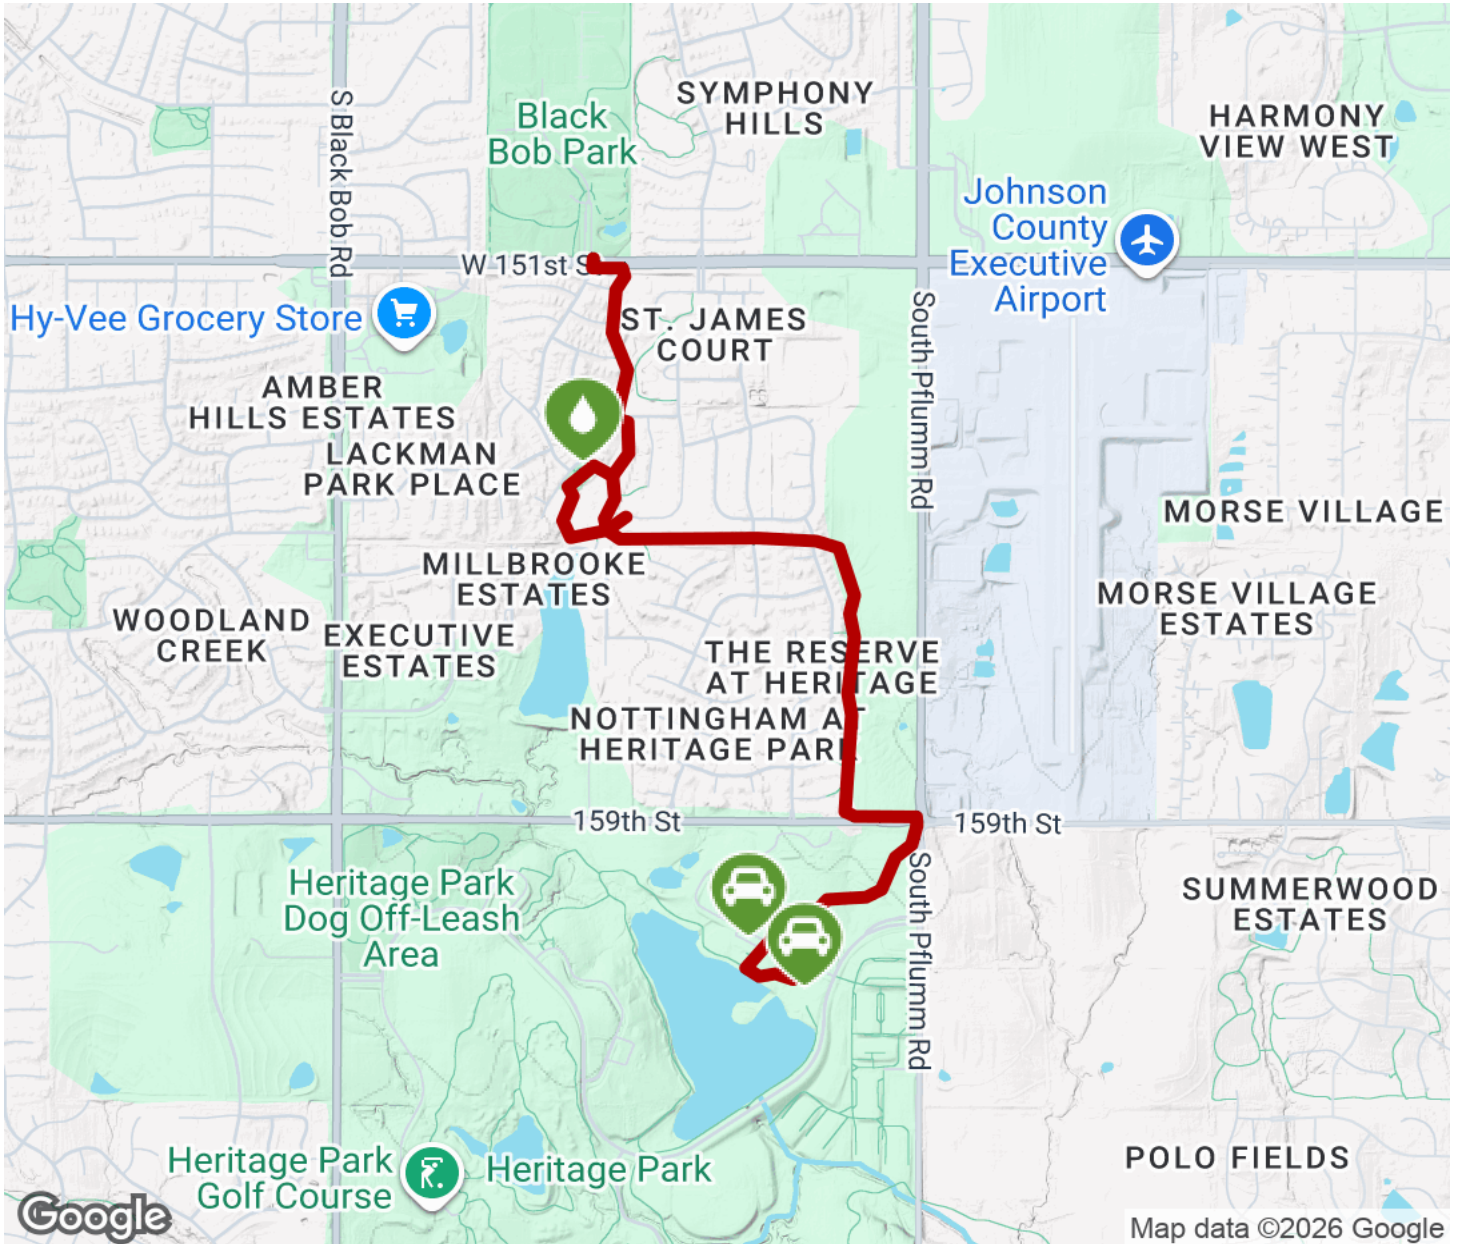 SYMPHONY
HILLS
Black
Bob Park
HARMONY
VIEW WEST
S Black Bob Rd
Johnson
County
Executive
Airport
W 151st S
Hy-Vee Grocery Store
ST. JAMES
COURT
South Pflumm Rd
AMBER
HILLS ESTATES
LACKMAN
PARK PLACE
MORSE VILLAGE
MILLBROOKE
ESTATES
MORSE VILLAGE
ESTATES
WOODLAND
CREEK
EXECUTIVE
ESTATES
THE RESERVE
AT HERITAGE
NOTTINGHAM AT
HERITAGE PARK
159th St
159th St
Heritage Park
Dog Off-Leash
Area
South Pflumm Rd
SUMMERWOOD
ESTATES
Heritage Park
Golf Course
Heritage Park
POLO FIELDS
Google
Map data ©2026 Google